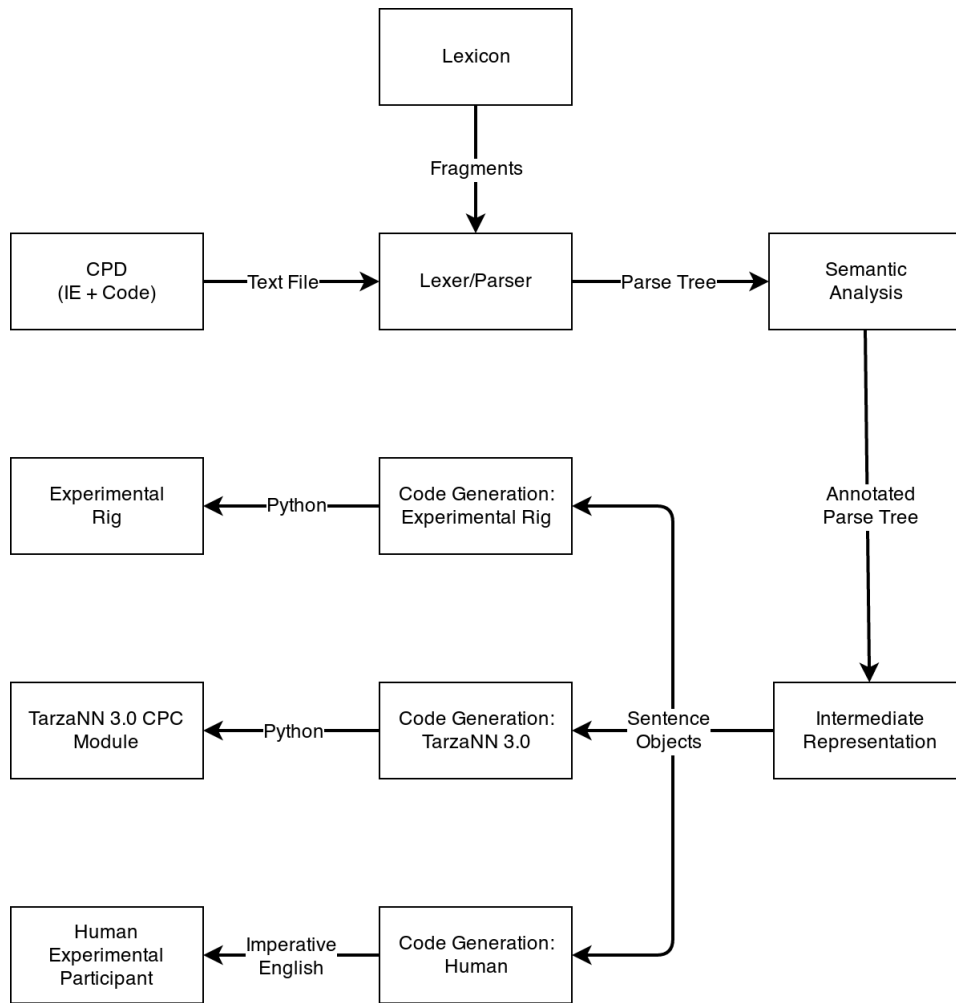 Lexicon
Fragments
CPD
(IE + Code)
Text File
Lexer/Parser
Parse Tree
Semantic
Analysis
Annotated
Parse Tree
Experimental
Rig
Python
Code Generation:
Experimental Rig
TarzaNN 3.0 CPC
Module
Python
Code Generation:
TarzaNN 3.0
Sentence
Objects
Intermediate
Representation
Human
Experimental
Participant
Imperative
English
Code Generation:
Human